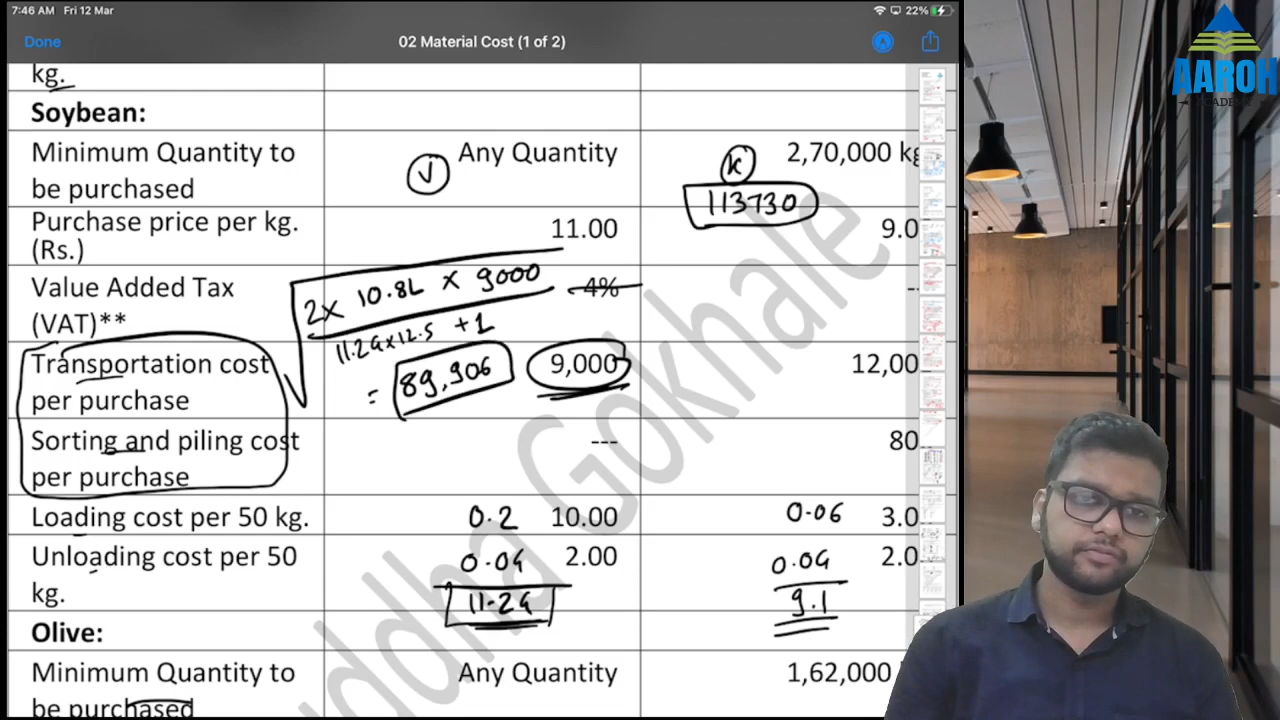 7:46 AM Fri 12 Mar
22%
Done
02 Material Cost (1 of 2)
AAROH
ACADEMY
kg.
Soybean:
Minimum Quantity to
be purchased
Any Quantity
2,70,000 kg
113730
Purchase price per kg.
(Rs.)
11.00
9.0
Value Added Tax
(VAT)**
2 x 10.8L x 9000
4%
--
11.24 x 12.5 + 1
= 89,906
Transportation cost
per purchase
9,000
12,00
Sorting and piling cost
per purchase
---
80
Loading cost per 50 kg.
0.2 10.00
0.06 3.0
Unloading cost per 50
kg.
0.04 2.00
0.04 2.0
11.24
9.1
Olive:
Minimum Quantity to
be purchased
Any Quantity
1,62,000
Gokhale